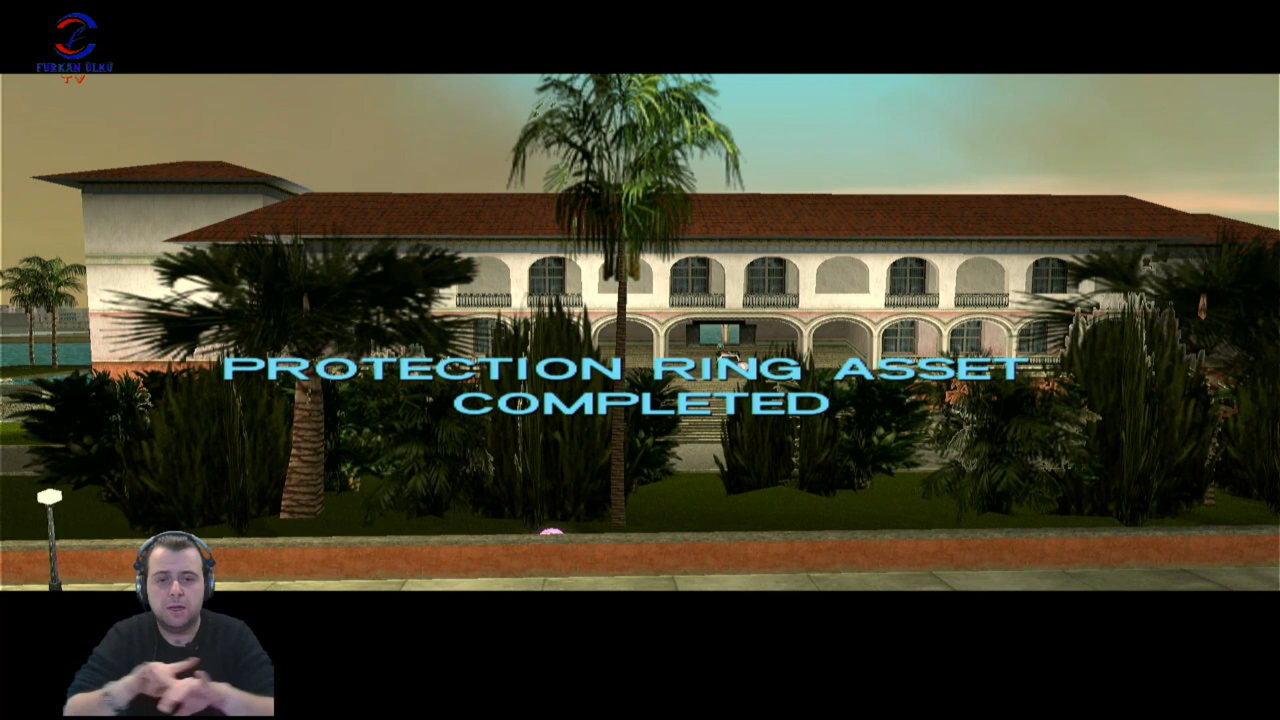 FURKAN ÜLKÜ
TV
PROTECTION RING ASSET
COMPLETED